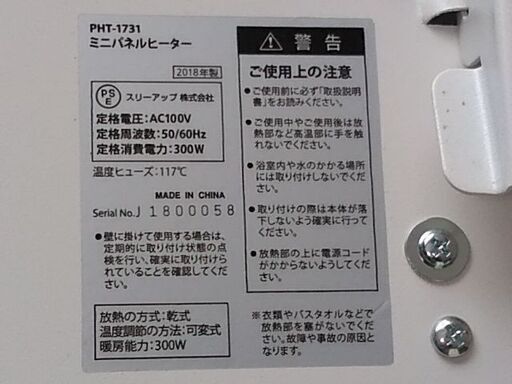 PHT-1731
ミニパネルヒーター
2018年製
PS
E
スリーアップ 株式会社
定格電圧:AC100V
定格周波数:50/60Hz
定格消費電力:300W
温度ヒューズ:117℃
MADE IN CHINA
Serial No.J 1800058
●壁に掛けて使用する場合は、
定期的に取り付け状態の点
検を行い、確実に取り付けら
れていることを確認してくだ
さい。
放熱の方式:乾式
温度調節の方法:可変式
暖房能力:300W
警告
ご使用上の注意
●ご使用前に必ず「取扱説明
書」をお読みください。
●ご使用中やご使用後は放
熱部など高温部に手を触
れないでください。
●浴室内や水のかかる場所
には取り付けないでくだ
さい。
●取り付けの際は本体が落
下しないよう確実に行って
ください。
●放熱部の上に電源コード
がかからないようしてくだ
さい。
※衣類やバスタオルなどで
放熱部を塞がないでくだ
さい。故障や事故の原因と
なります。